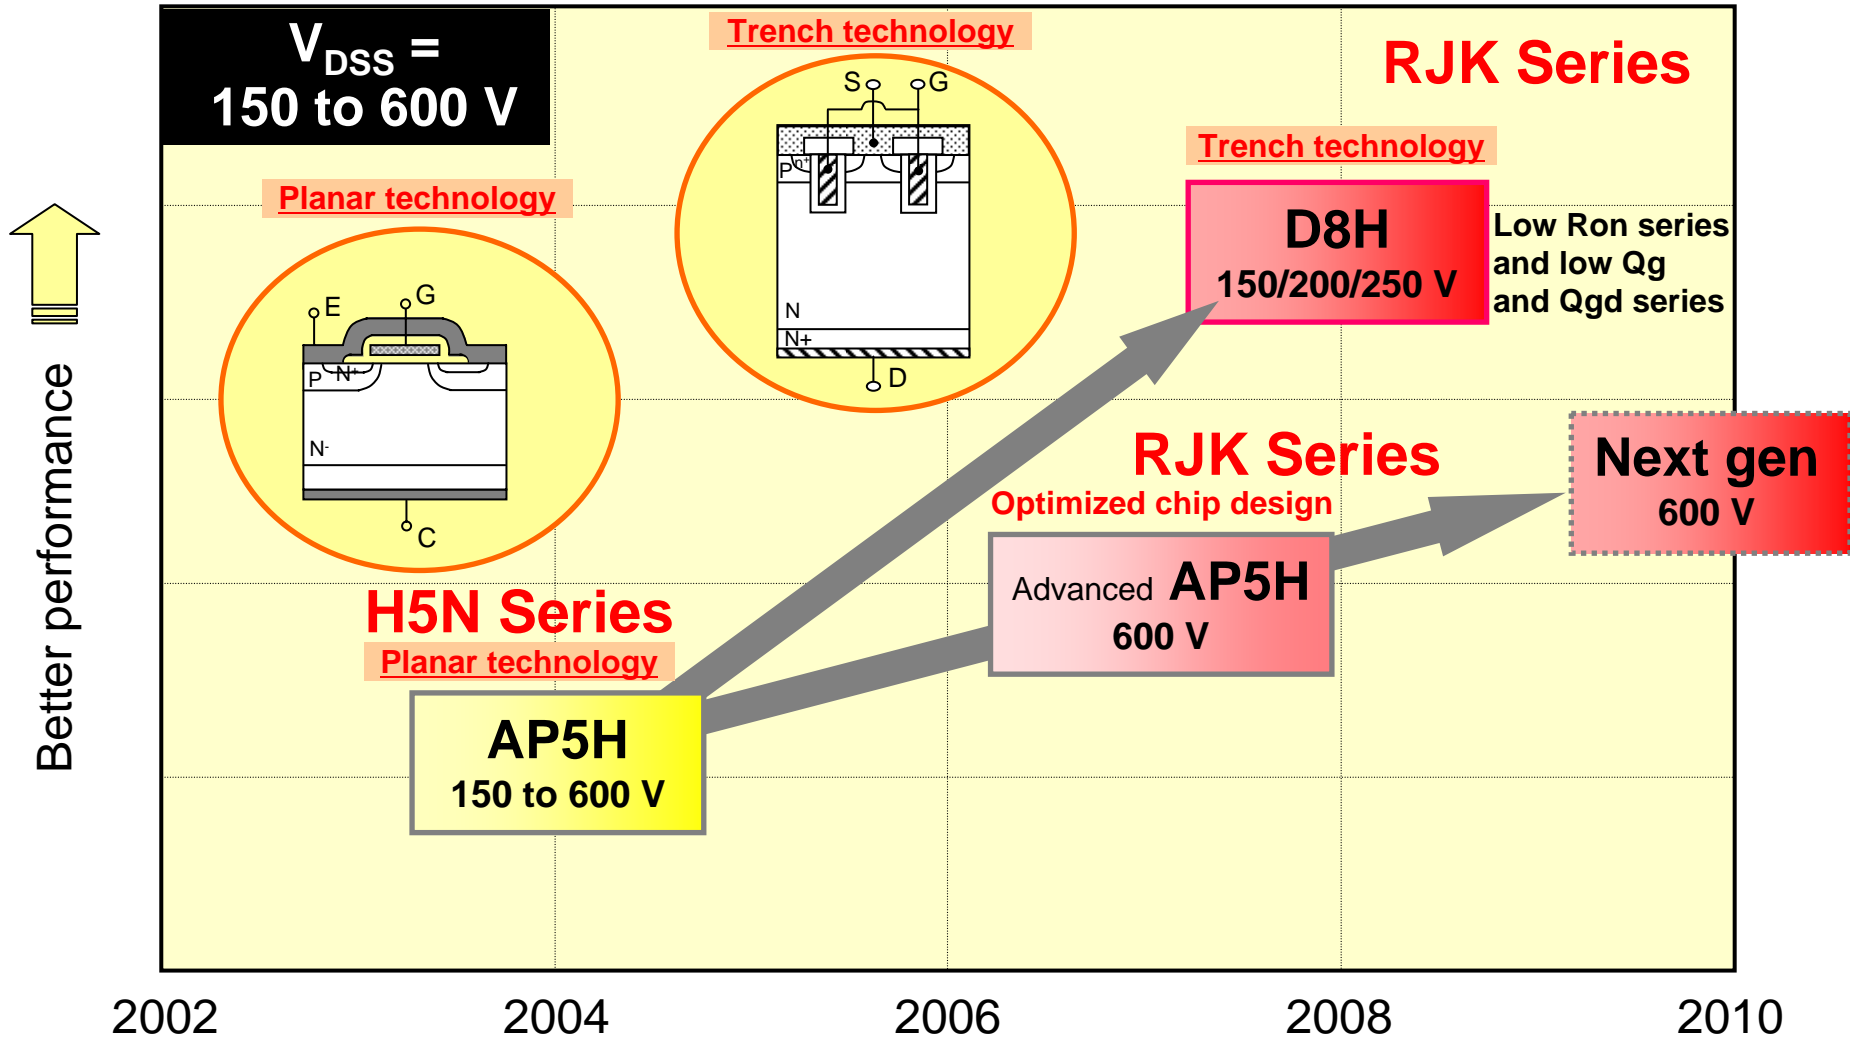 V_DSS =
150 to 600 V
Trench technology
RJK Series
S G
P n+
N
N+
D
Planar technology
E G
P N+
N-
C
Trench technology
D8H
150/200/250 V
Low Ron series
and low Qg
and Qgd series
Better performance
RJK Series
Optimized chip design
Advanced AP5H
600 V
Next gen
600 V
H5N Series
Planar technology
AP5H
150 to 600 V
2002 2004 2006 2008 2010